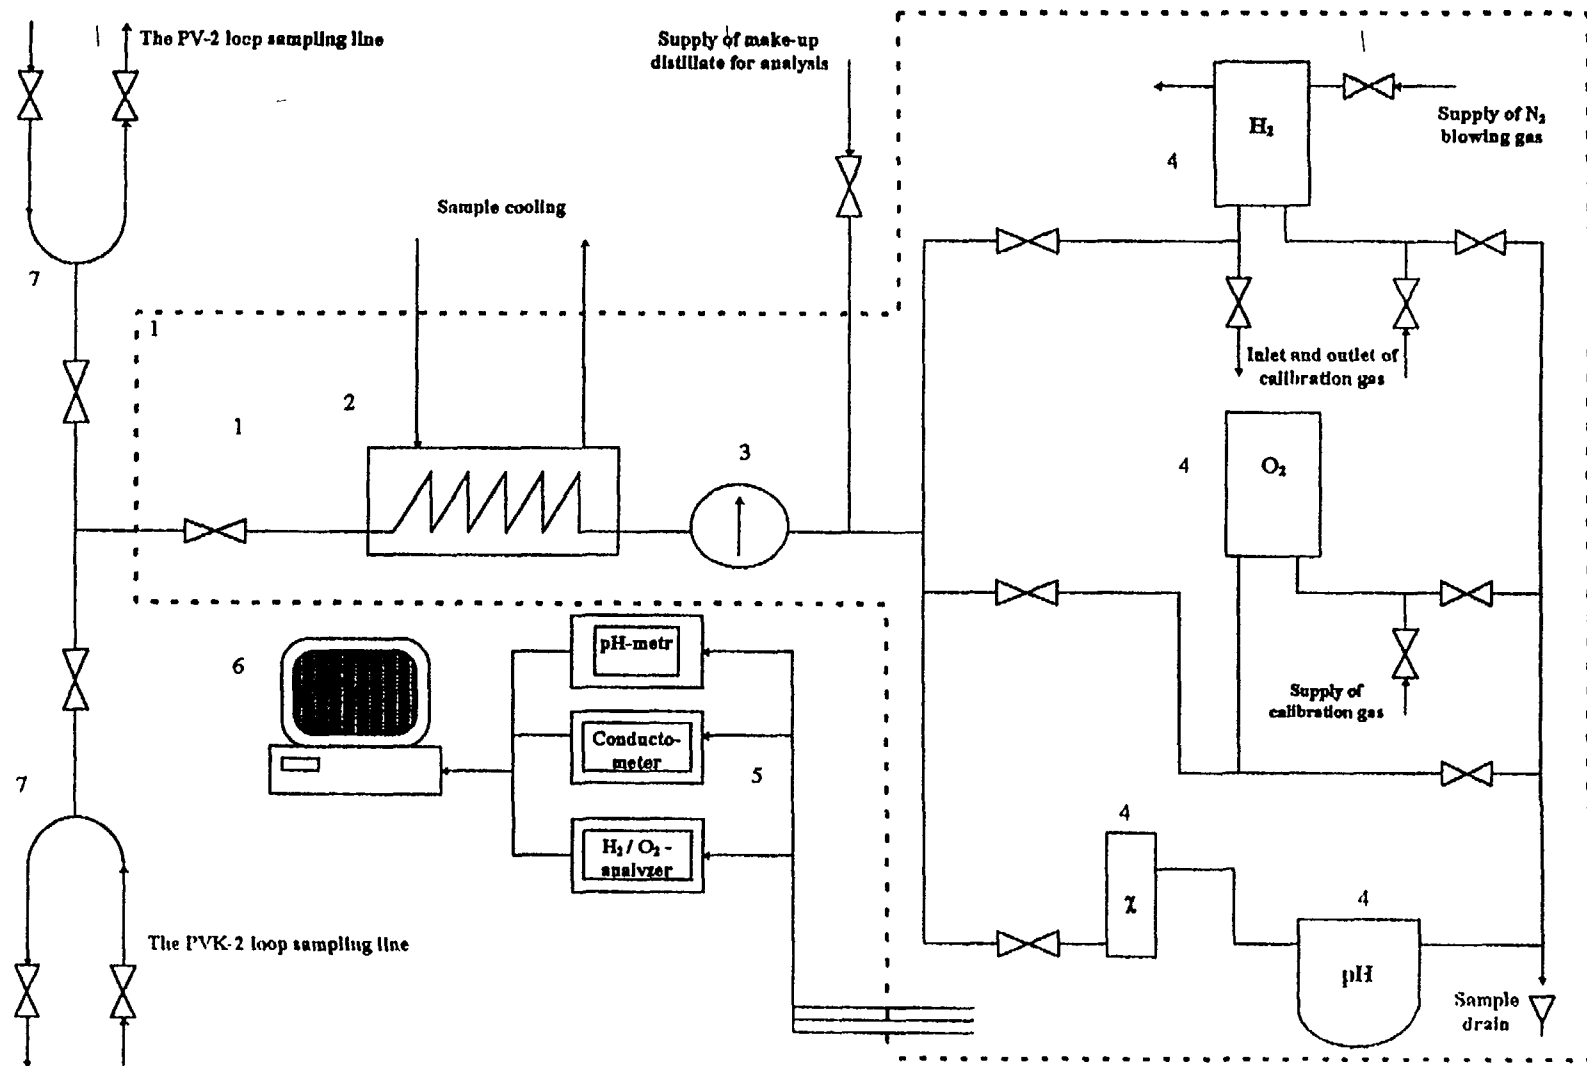 The PV-2 loop sampling line
Supply of make-up
distillate for analysis
H₂
Supply of N₂
blowing gas
4
Sample cooling
7
1
Inlet and outlet of
calibration gas
2
1
3
4
O₂
6
pH-metr
Supply of
calibration gas
Conducto-
meter
5
7
4
H₂ / O₂ -
analyzer
χ
4
The PVK-2 loop sampling line
pH
Sample
drain